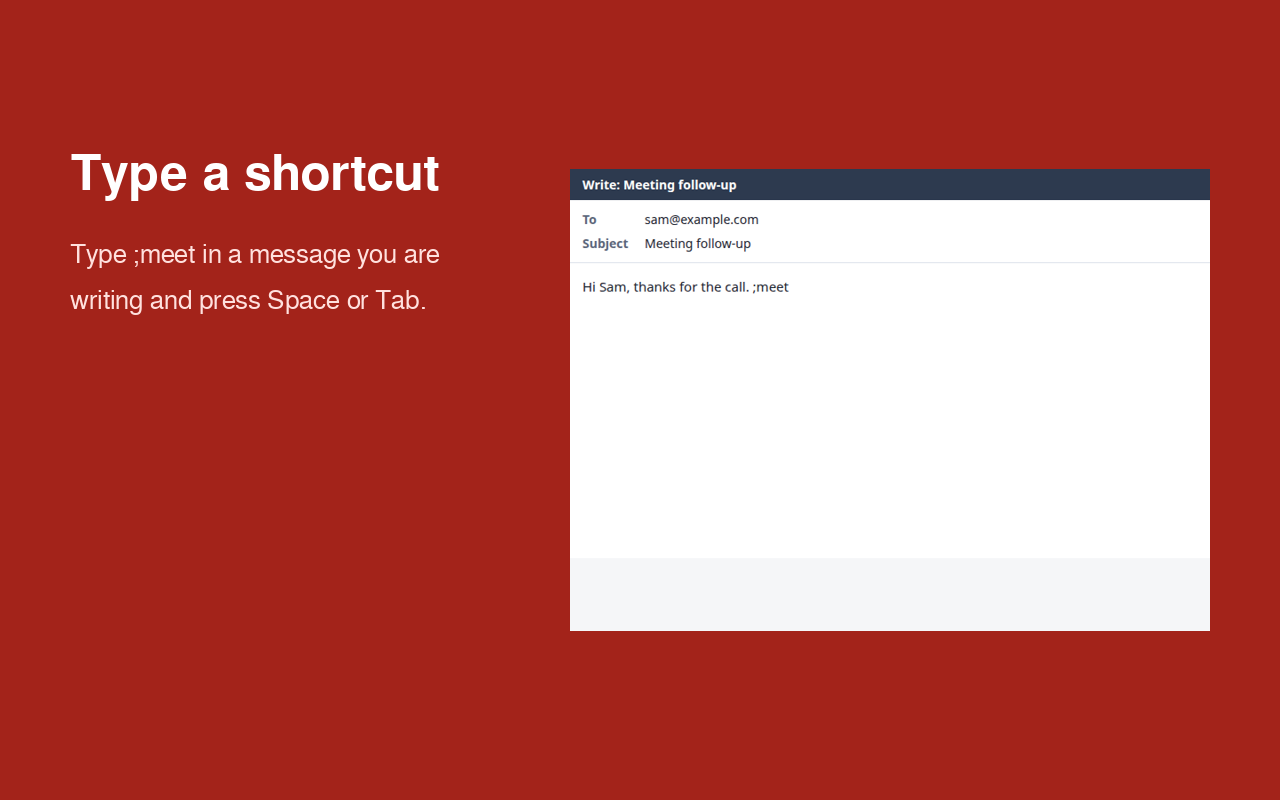 Type a shortcut
Type ;meet in a message you are
writing and press Space or Tab.
Write: Meeting follow-up
To sam@example.com
Subject Meeting follow-up
Hi Sam, thanks for the call. ;meet